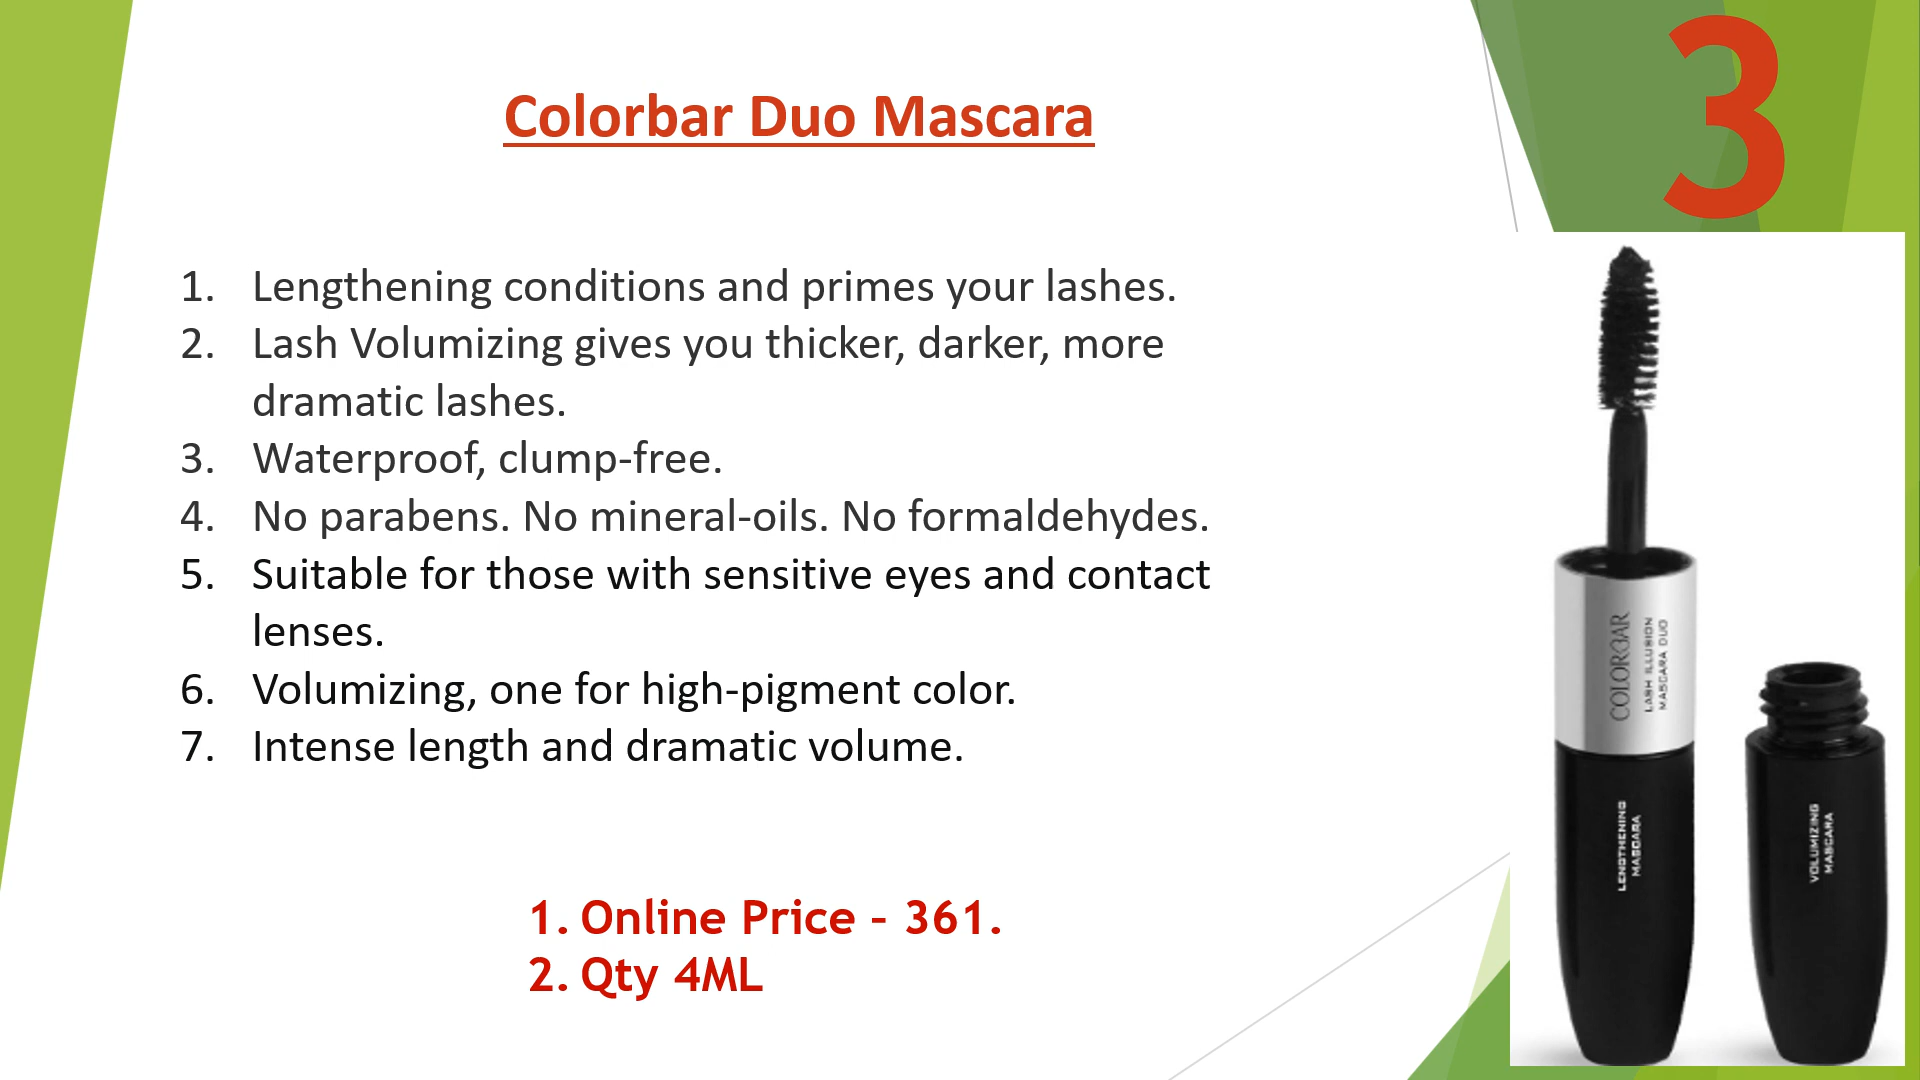 3
Colorbar Duo Mascara
1. Lengthening conditions and primes your lashes.
2. Lash Volumizing gives you thicker, darker, more
dramatic lashes.
3. Waterproof, clump-free.
4. No parabens. No mineral-oils. No formaldehydes.
5. Suitable for those with sensitive eyes and contact
lenses.
6. Volumizing, one for high-pigment color.
7. Intense length and dramatic volume.
1. Online Price – 361.
2. Qty 4ML
COLORBAR
LASH ILLUSION
MASCARA DUO
LENGTHENING
MASCARA
VOLUMIZING
MASCARA